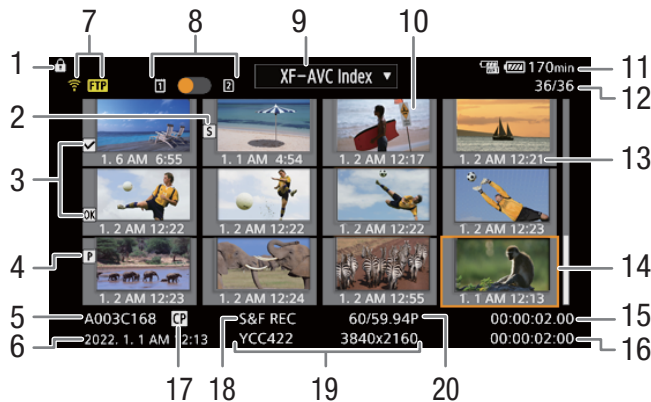 7 8 9 10
1 FTP 1 2 XF-AVC Index ▼ 170min 11
36/36 12
2 S
1. 6 AM 6:55 1. 1 AM 4:54 1. 2 AM 12:17 1. 2 AM 12:21 13
3
OK 1. 2 AM 12:22 1. 2 AM 12:22 1. 2 AM 12:22 1. 2 AM 12:23
4 P 14
1. 2 AM 12:23 1. 2 AM 12:24 1. 2 AM 12:55 1. 1 AM 12:13
5 A003C168 CP S&F REC 60/59.94P 00:00:02.00 15
6 2022. 1. 1 AM 12:13 YCC422 3840x2160 00:00:02:00 16
17 18 19 20